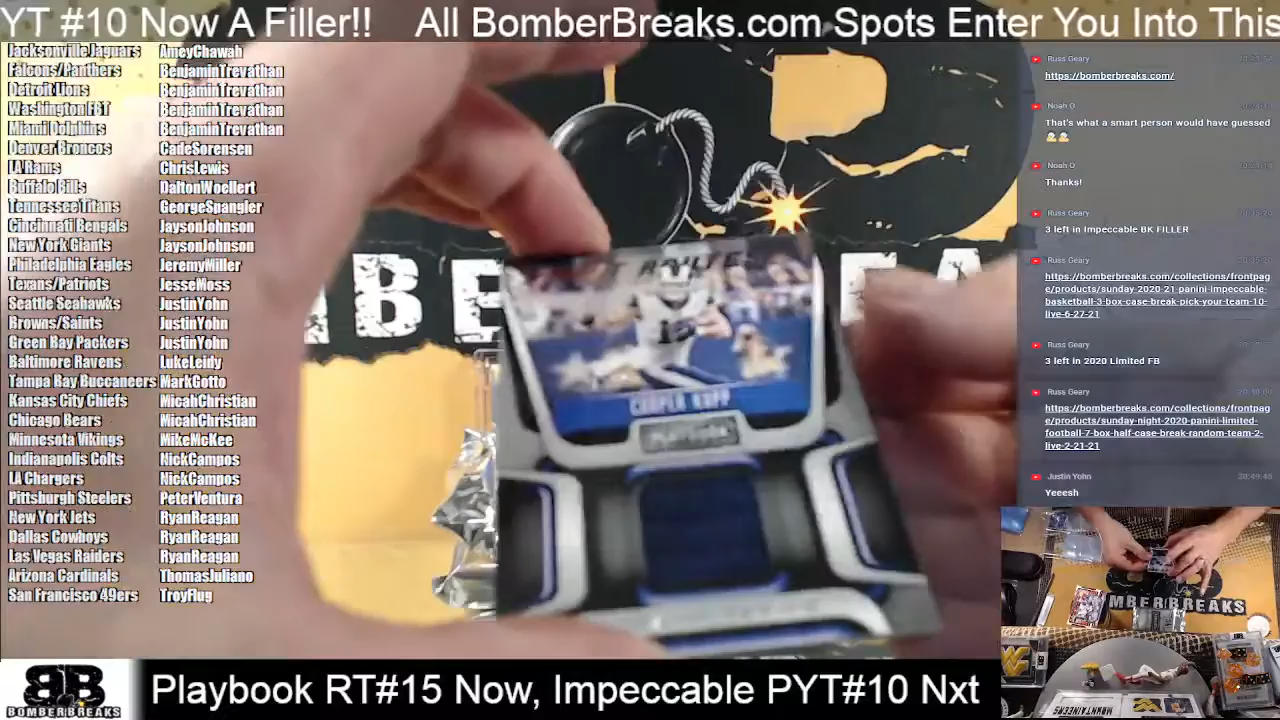 YT #10 Now A Filler!! All BomberBreaks.com Spots Enter You Into This
Jacksonville Jaguars AmeyChawah
Falcons/Panthers BenjaminTrevathan
Detroit Lions BenjaminTrevathan
Washington FBT BenjaminTrevathan
Miami Dolphins BenjaminTrevathan
Denver Broncos CadeSorensen
LA Rams ChrisLewis
Buffalo Bills DaltonWoellert
Tennessee Titans GeorgeSpangler
Cincinnati Bengals JaysonJohnson
New York Giants JaysonJohnson
Philadelphia Eagles JeremyMiller
Texans/Patriots JesseMoss
Seattle Seahawks JustinYohn
Browns/Saints JustinYohn
Green Bay Packers JustinYohn
Baltimore Ravens LukeLeidy
Tampa Bay Buccaneers MarkGotto
Kansas City Chiefs MicahChristian
Chicago Bears MicahChristian
Minnesota Vikings MikeMcKee
Indianapolis Colts NickCampos
LA Chargers NickCampos
Pittsburgh Steelers PeterVentura
New York Jets RyanReagan
Dallas Cowboys RyanReagan
Las Vegas Raiders RyanReagan
Arizona Cardinals ThomasJuliano
San Francisco 49ers TroyFlug
COOPER KUPP
PLAYBOOK
Russ Geary
https://bomberbreaks.com/
Noah O
That's what a smart person would have guessed
Noah O
Thanks!
Russ Geary
3 left in Impeccable BK FILLER
Russ Geary
https://bomberbreaks.com/collections/frontpag
e/products/sunday-2020-21-panini-impeccable-
basketball-3-box-case-break-pick-your-team-10-
live-6-27-21
Russ Geary
3 left in 2020 Limited FB
Russ Geary
https://bomberbreaks.com/collections/frontpag
e/products/sunday-night-2020-panini-limited-
football-7-box-half-case-break-random-team-2-
live-2-21-21
Justin Yohn 20:49:45
Yeeesh
MBERBREAKS
MOUNTAINEERS
BB
BOMBERBREAKS
Playbook RT#15 Now, Impeccable PYT#10 Nxt